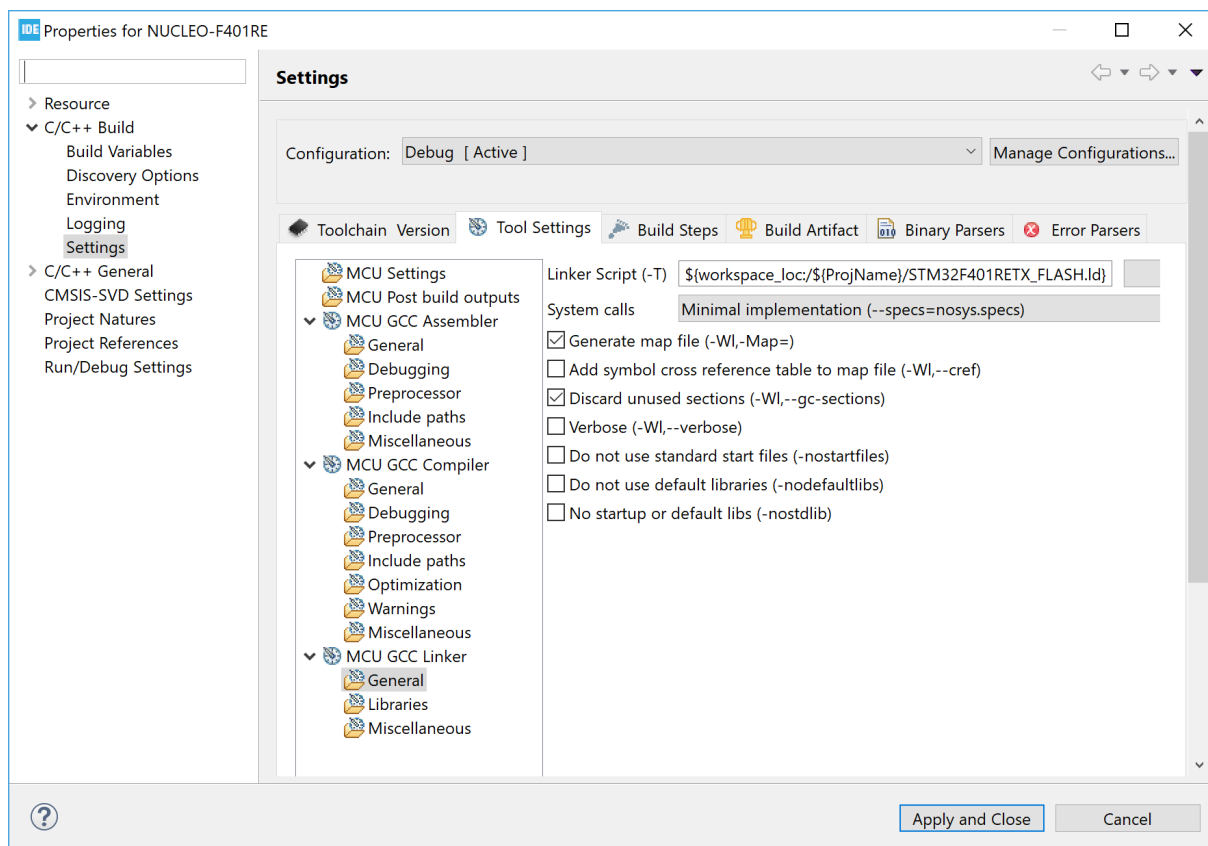 IDE Properties for NUCLEO-F401RE
Settings
Resource
C/C++ Build
Build Variables
Discovery Options
Environment
Logging
Settings
C/C++ General
CMSIS-SVD Settings
Project Natures
Project References
Run/Debug Settings
Configuration: Debug [ Active ] Manage Configurations...
Toolchain Version Tool Settings Build Steps Build Artifact 010 Binary Parsers Error Parsers
MCU Settings
MCU Post build outputs
MCU GCC Assembler
General
Debugging
Preprocessor
Include paths
Miscellaneous
MCU GCC Compiler
General
Debugging
Preprocessor
Include paths
Optimization
Warnings
Miscellaneous
MCU GCC Linker
General
Libraries
Miscellaneous
Linker Script (-T) ${workspace_loc:/${ProjName}/STM32F401RETX_FLASH.ld}
System calls Minimal implementation (--specs=nosys.specs)
Generate map file (-Wl,-Map=)
Add symbol cross reference table to map file (-Wl,--cref)
Discard unused sections (-Wl,--gc-sections)
Verbose (-Wl,--verbose)
Do not use standard start files (-nostartfiles)
Do not use default libraries (-nodefaultlibs)
No startup or default libs (-nostdlib)
? Apply and Close Cancel